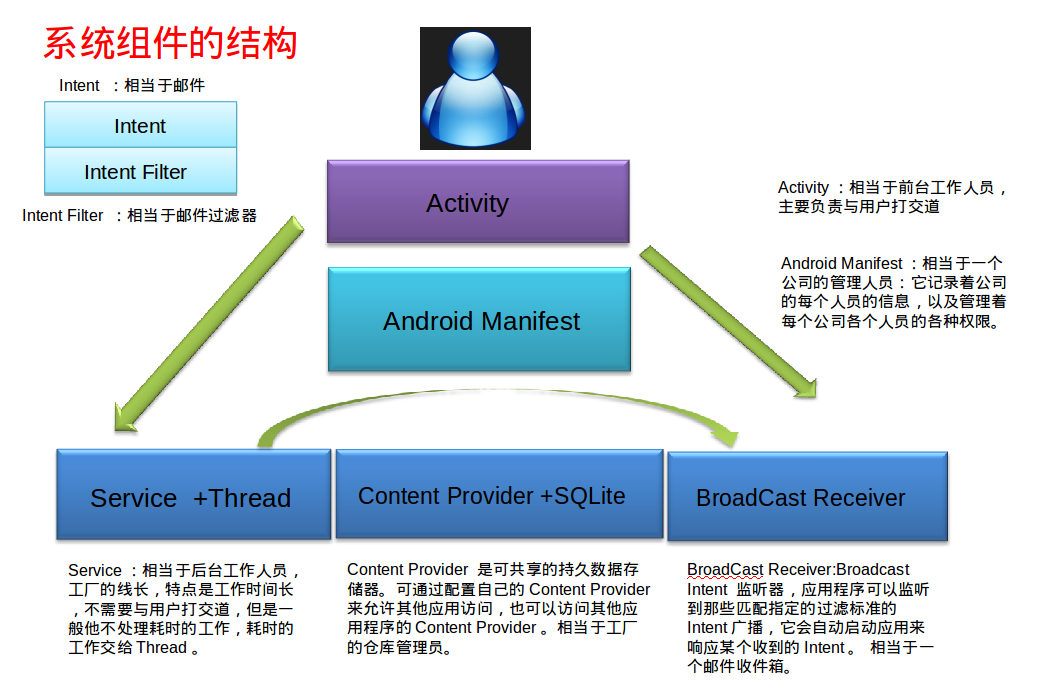 系统组件的结构
Intent ：相当于邮件
Intent
Intent Filter
Intent Filter ：相当于邮件过滤器
Activity
Android Manifest
Activity ：相当于前台工作人员，
主要负责与用户打交道
Android Manifest ：相当于一个
公司的管理人员：它记录着公司
的每个人员的信息，以及管理着
每个公司各个人员的各种权限。
Service +Thread
Content Provider +SQLite
BroadCast Receiver
Service ：相当于后台工作人员，
工厂的线长，特点是工作时间长
，不需要与用户打交道，但是一
般他不处理耗时的工作，耗时的
工作交给 Thread 。
Content Provider 是可共享的持久数据存
储器。可通过配置自己的 Content Provider
来允许其他应用访问，也可以访问其他应
用程序的 Content Provider 。相当于工厂
的仓库管理员。
BroadCast Receiver:Broadcast
Intent 监听器，应用程序可以监听
到那些匹配指定的过滤标准的
Intent 广播，它会自动启动应用来
响应某个收到的 Intent 。 相当于一
个邮件收件箱。